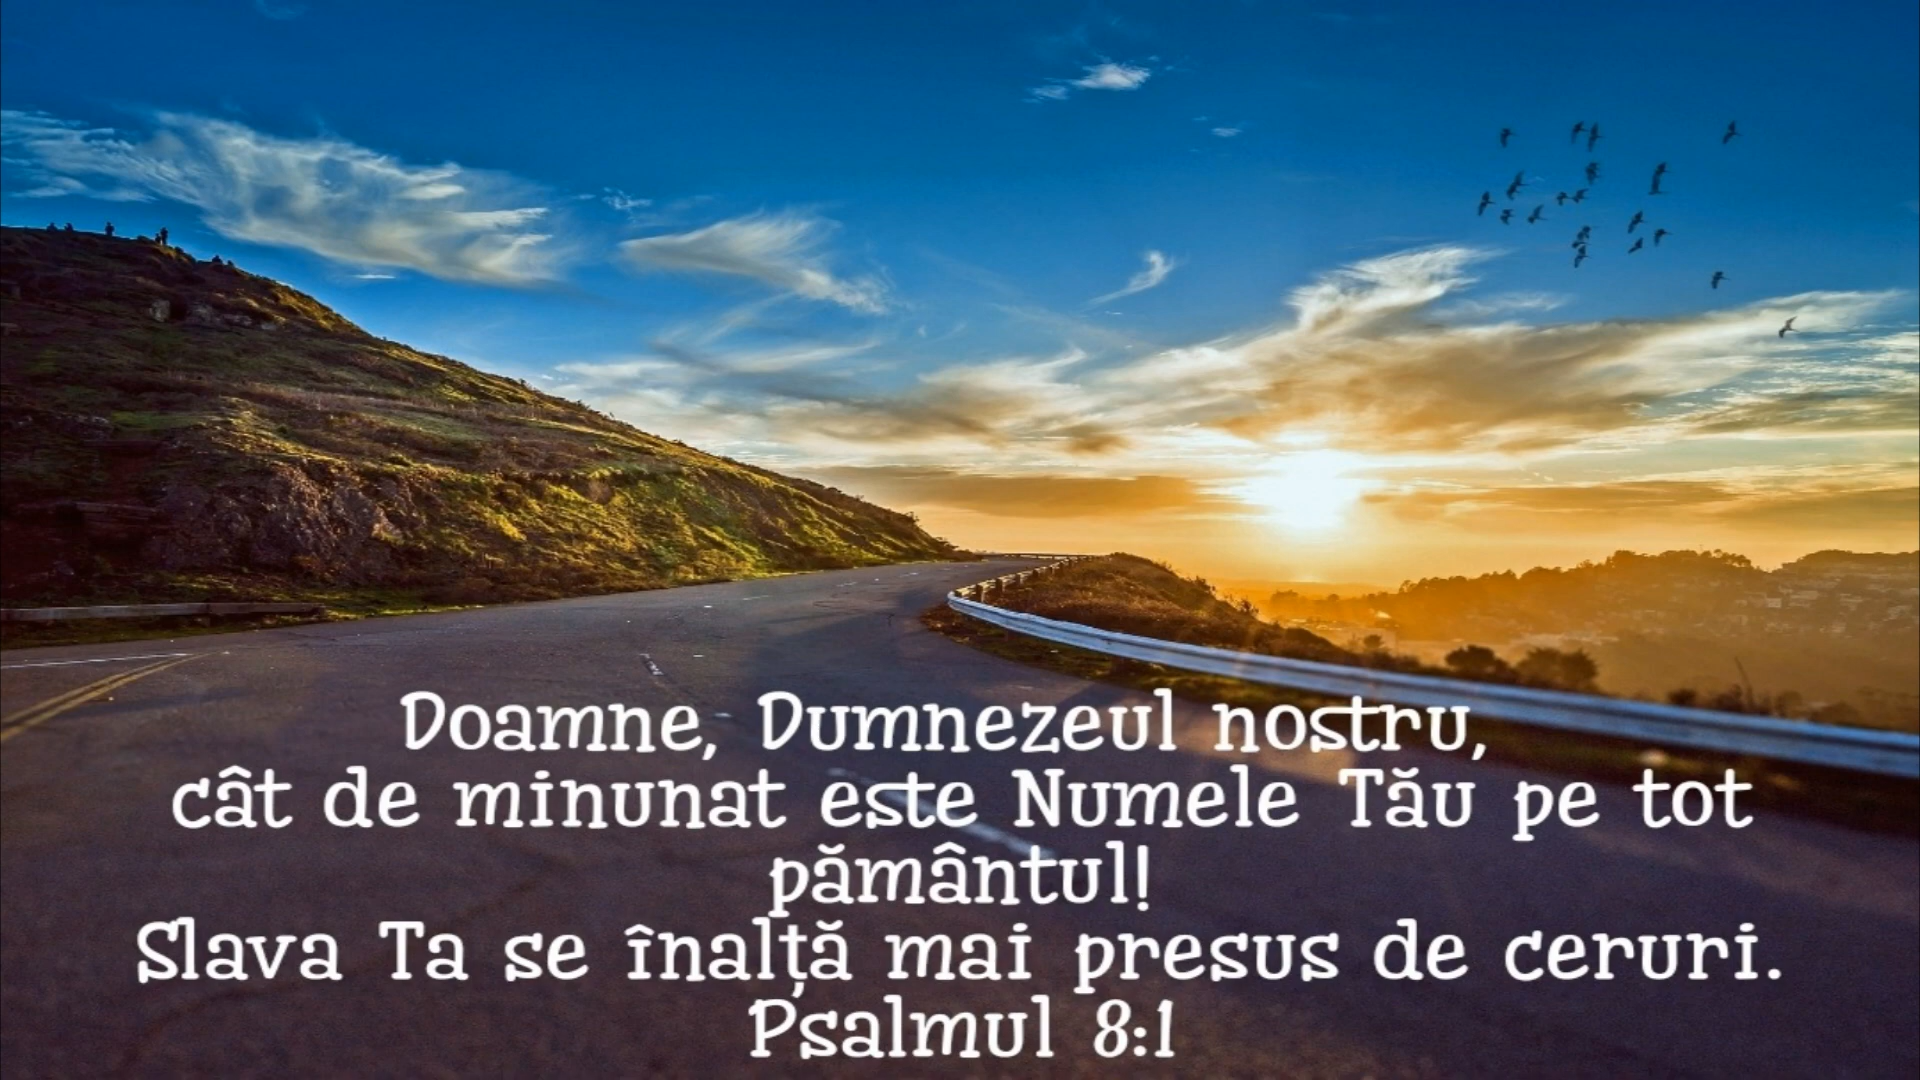 Doamne, Dumnezeul nostru,
cât de minunat este Numele Tău pe tot
pământul!
Slava Ta se înalță mai presus de ceruri.
Psalmul 8:1